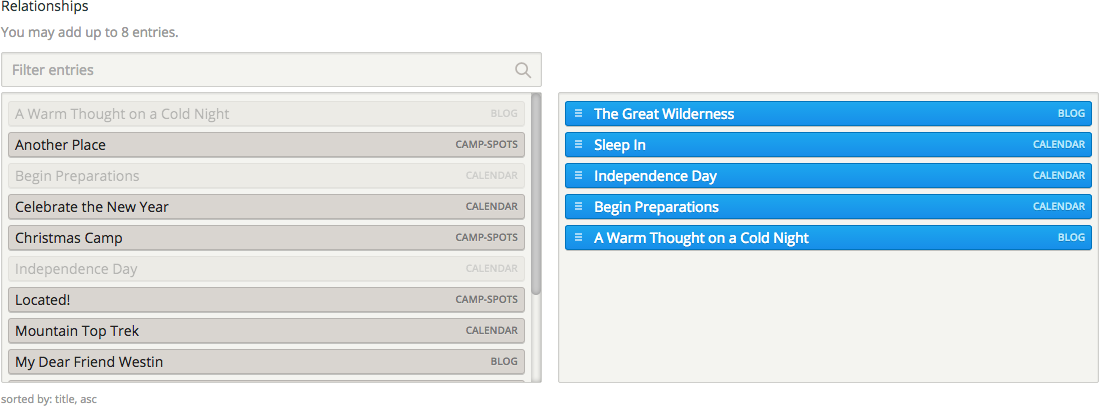 Relationships
You may add up to 8 entries.
Filter entries
A Warm Thought on a Cold Night BLOG
Another Place CAMP-SPOTS
Begin Preparations CALENDAR
Celebrate the New Year CALENDAR
Christmas Camp CAMP-SPOTS
Independence Day CALENDAR
Located! CAMP-SPOTS
Mountain Top Trek CALENDAR
My Dear Friend Westin BLOG
The Great Wilderness BLOG
Sleep In CALENDAR
Independence Day CALENDAR
Begin Preparations CALENDAR
A Warm Thought on a Cold Night BLOG
sorted by: title, asc